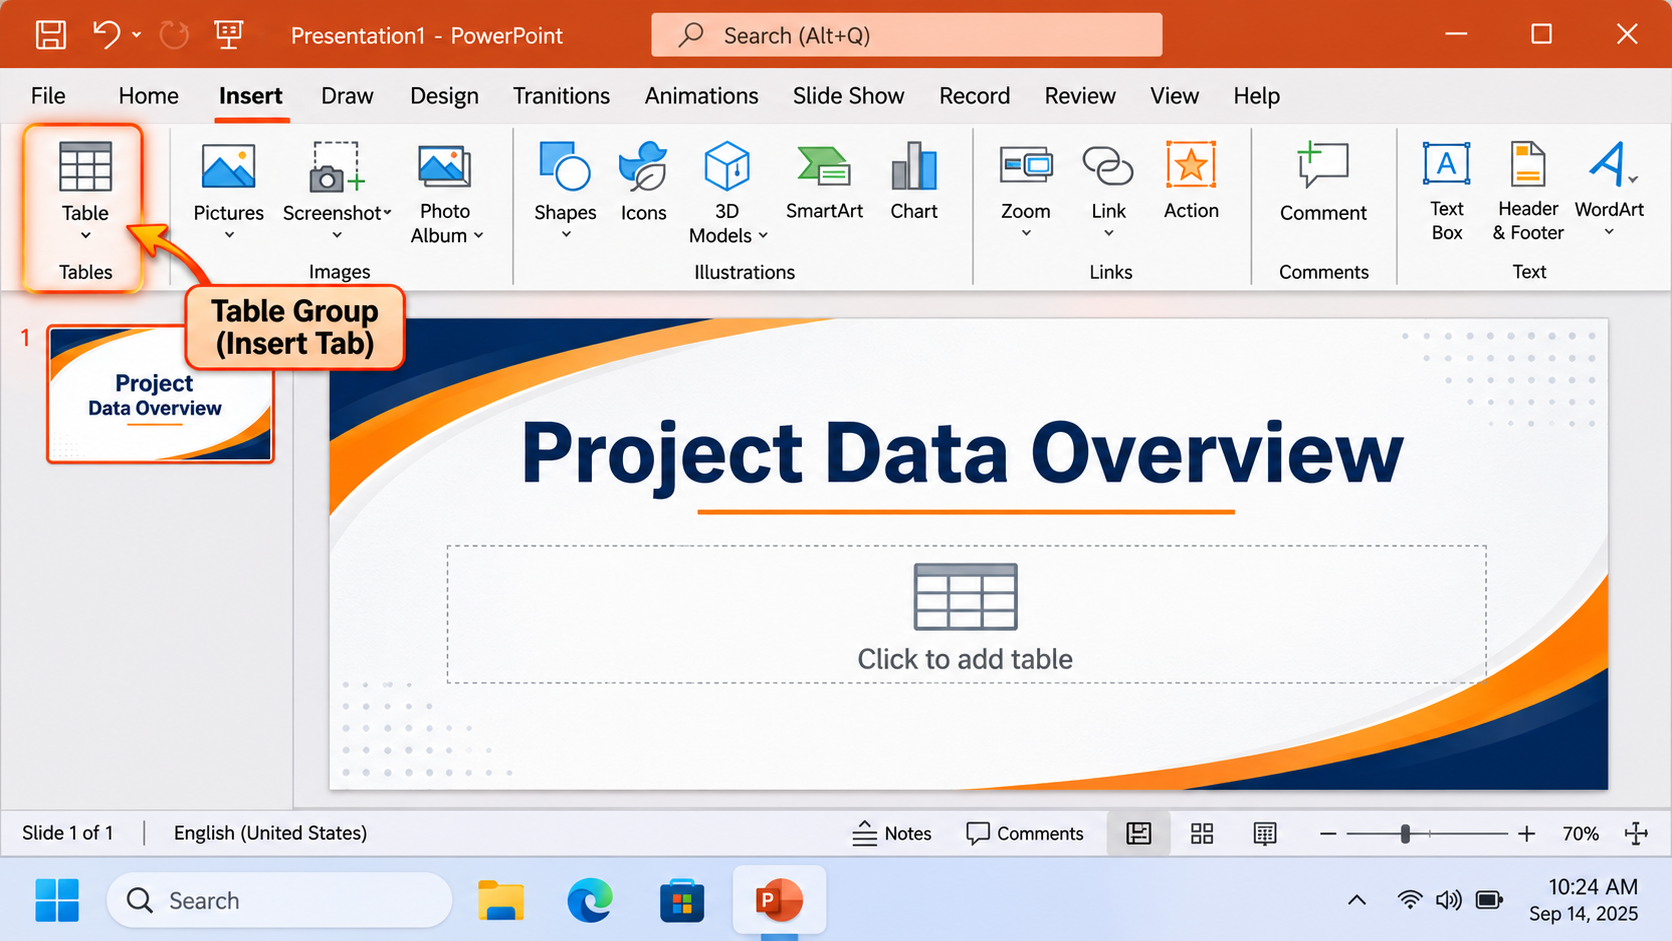 Presentation1 - PowerPoint
Search (Alt+Q)
File Home Insert Draw Design Tranitions Animations Slide Show Record Review View Help
Table
Tables
Pictures
Screenshot
Photo
Album
Images
Shapes
Icons
3D
Models
SmartArt
Chart
Illustrations
Zoom
Link
Action
Links
Comment
Comments
A
Text
Box
Header
& Footer
WordArt
Text
Table Group
(Insert Tab)
1
Project
Data Overview
Project Data Overview
Click to add table
Slide 1 of 1
English (United States)
Notes
Comments
70%
Search
P
10:24 AM
Sep 14, 2025